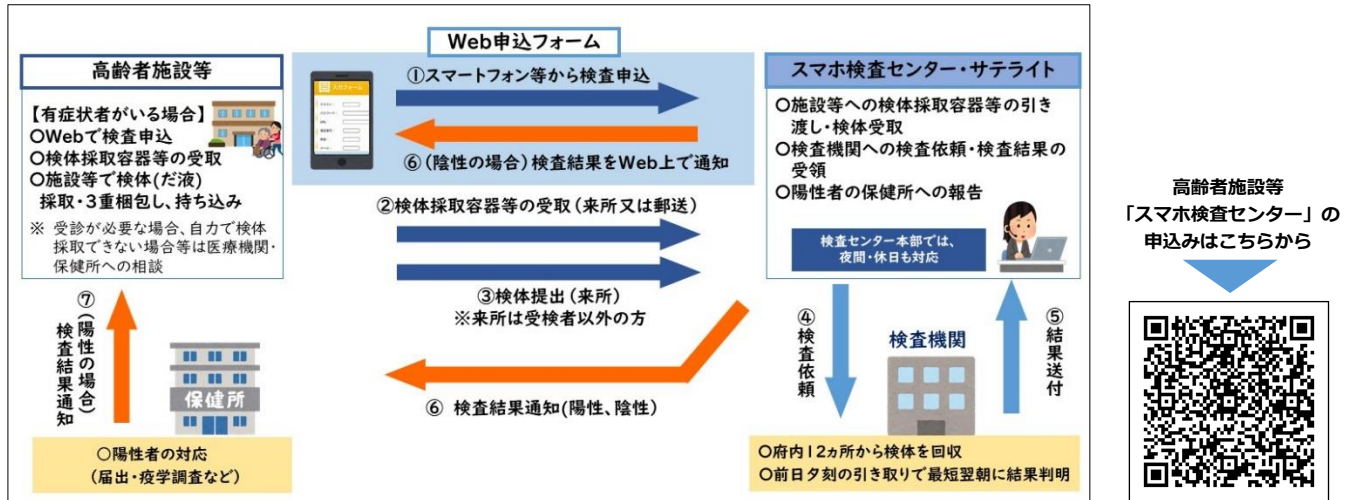 Web申込フォーム
高齢者施設等
【有症状者がいる場合】
○Webで検査申込
○検体採取容器等の受取
○施設等で検体(だ液)
採取・3重梱包し、持ち込み
※ 受診が必要な場合、自力で検体
採取できない場合等は医療機関・
保健所への相談
①スマートフォン等から検査申込
⑥(陰性の場合)検査結果をWeb上で通知
②検体採取容器等の受取(来所又は郵送)
③検体提出(来所)
※来所は受検者以外の方
⑥ 検査結果通知(陽性、陰性)
スマホ検査センター・サテライト
○施設等への検体採取容器等の引き
渡し・検体受取
○検査機関への検査依頼・検査結果の
受領
○陽性者の保健所への報告
検査センター本部では、
夜間・休日も対応
④検査依頼
検査機関
⑤結果送付
○府内12ヵ所から検体を回収
○前日夕刻の引き取りで最短翌朝に結果判明
⑦(陽性の場合)
検査結果通知
保健所
○陽性者の対応
(届出・疫学調査など)
高齢者施設等
「スマホ検査センター」の
申込みはこちらから